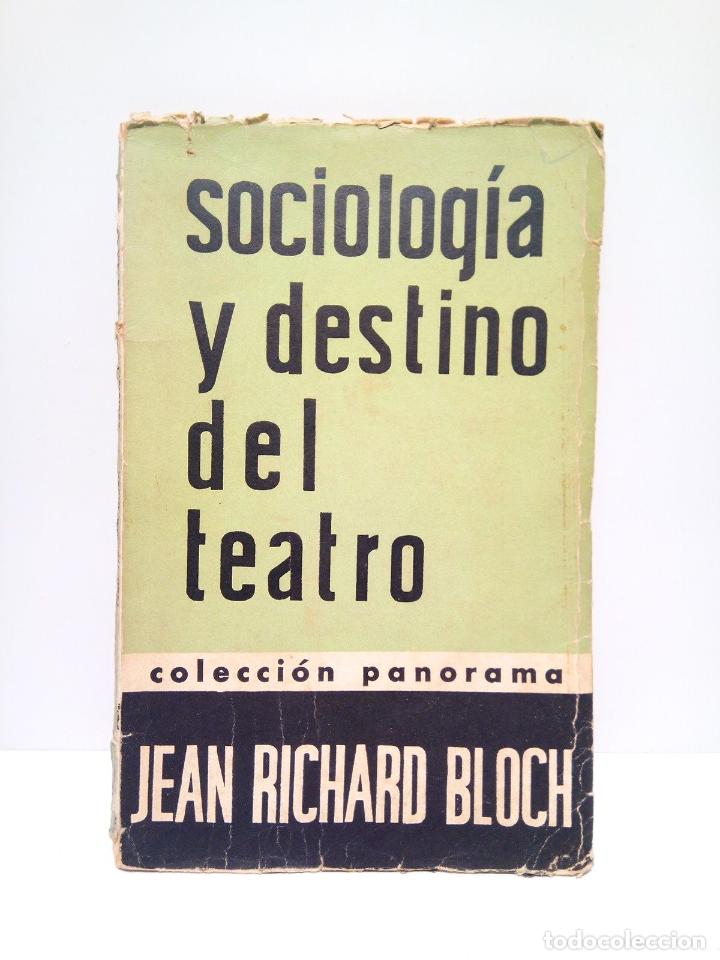 sociología
y destino
del
teatro
colección panorama
JEAN RICHARD BLOCH
todocoleccion